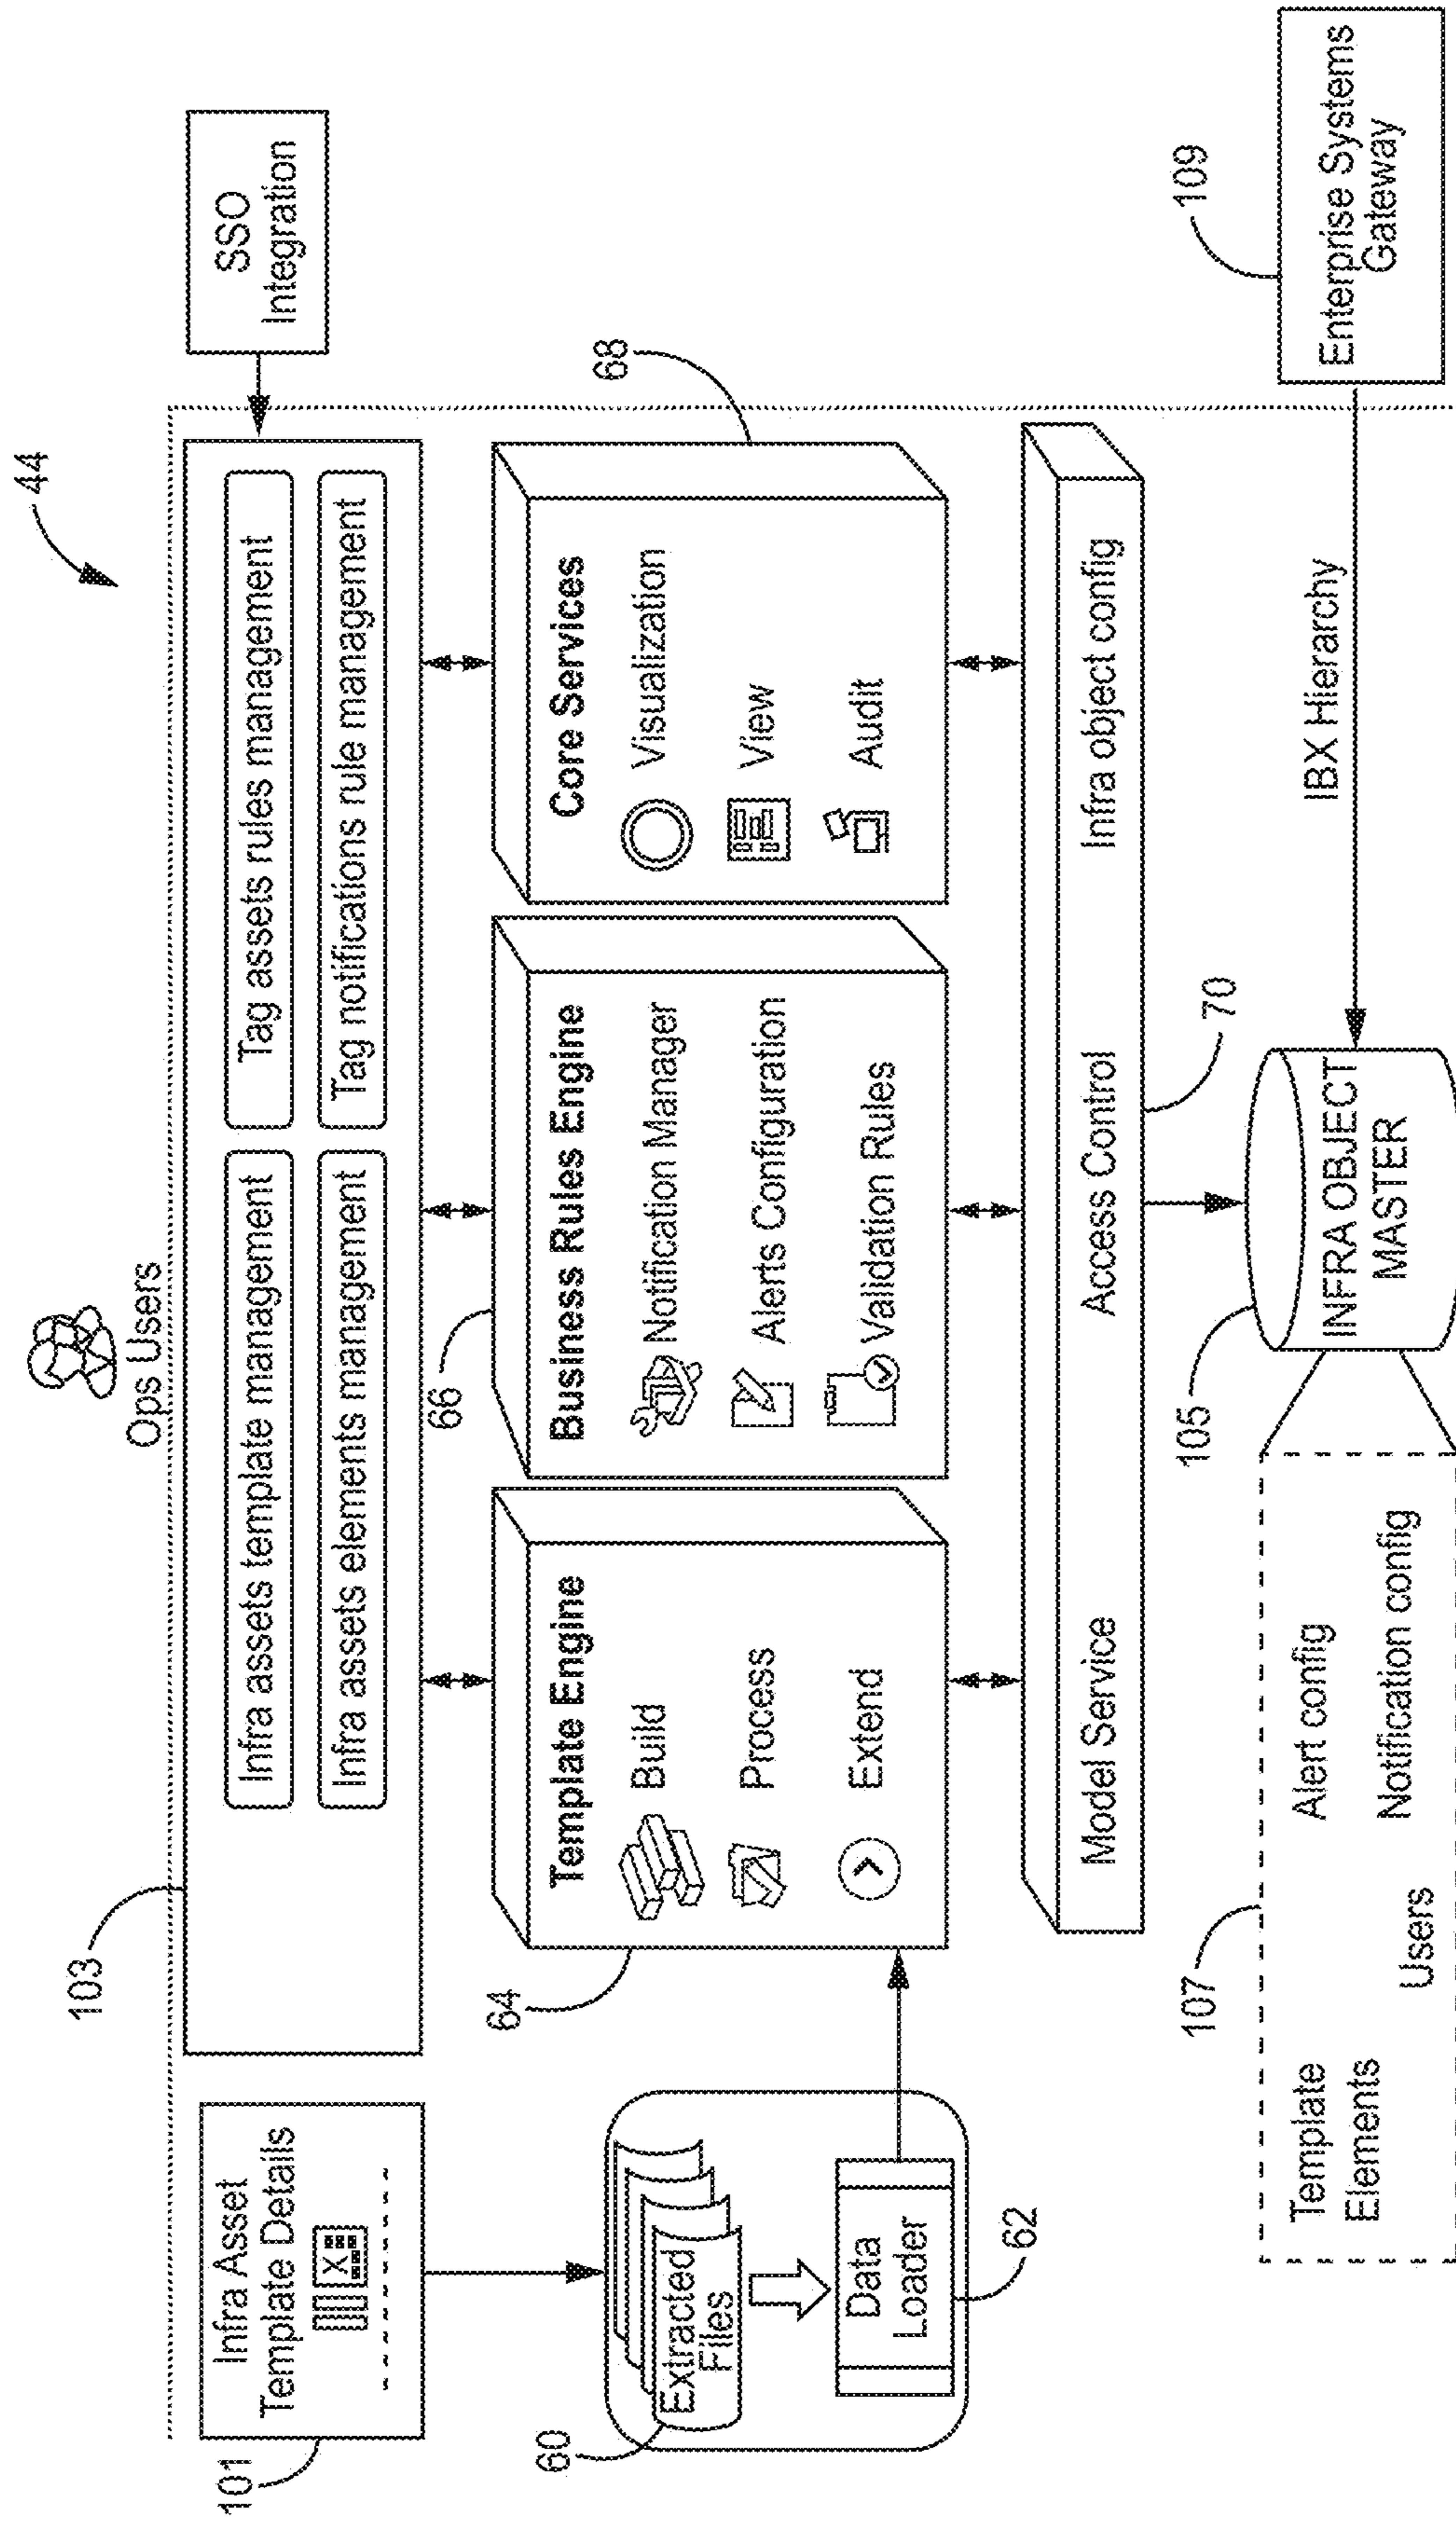 44
Ops Users
101
Infra Asset
Template Details
X
103
Infra assets template management
Tag assets rules management
Infra assets elements management
Tag notifications rule management
SSO
Integration
60
Extracted
Files
Data
Loader
62
64
Template Engine
Build
Process
Extend
66
Business Rules Engine
Notification Manager
Alerts Configuration
Validation Rules
68
Core Services
Visualization
View
Audit
Model Service
Access Control
Infra object config
70
107
Template
Elements
Alert config
Users
Notification config
105
INFRA OBJECT
MASTER
IBX Hierarchy
109
Enterprise Systems
Gateway